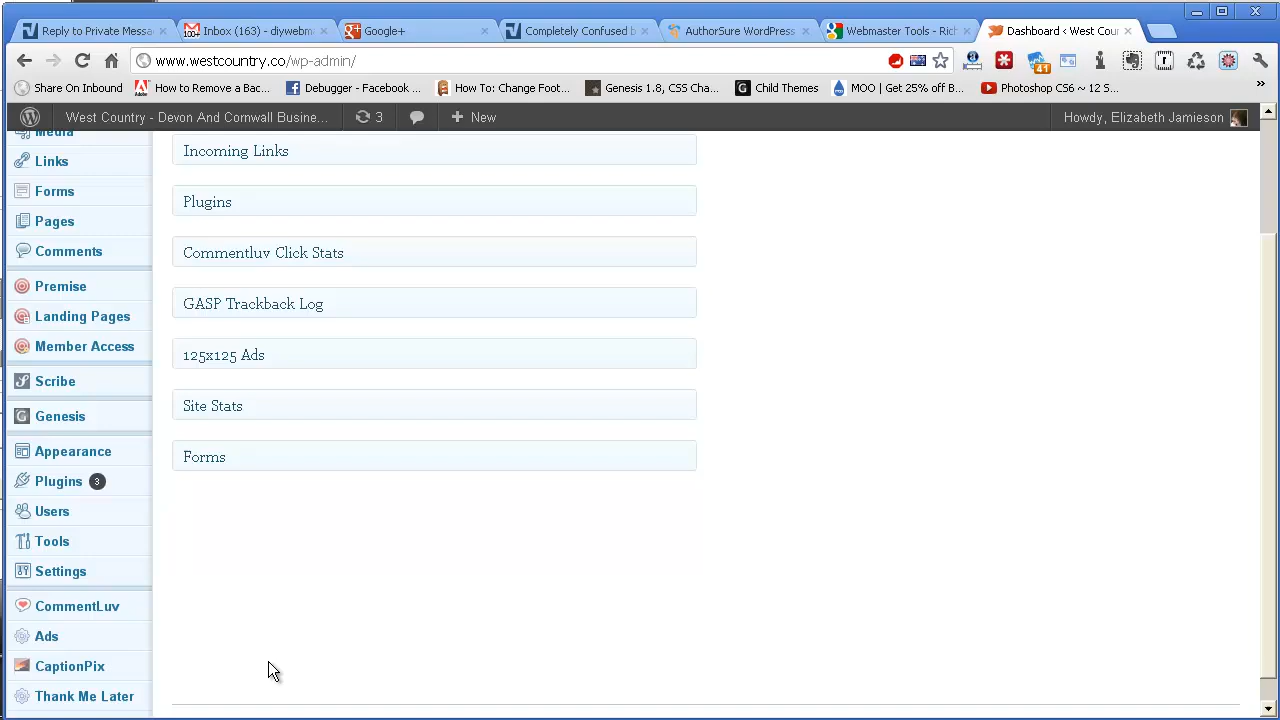 Reply to Private Messa
Inbox (163) - diywom
Google+
Completely Confused b
AuthorSure WordPress
Webmaster Tools - Rich
Dashboard ‹ West Cou
www.westcountry.co/wp-admin/
41
Share On Inbound
How to Remove a Bac...
Debugger - Facebook ...
How To: Change Font...
Genesis 1.8, CSS Cha...
Child Themes
MOO | Get 25% off B...
Photoshop CS6 ~ 12.5...
»
West Country - Devon And Cornwall Busine...
3
New
Howdy, Elizabeth Jamieson
Media
Links
Forms
Pages
Comments
Premise
Landing Pages
Member Access
Scribe
Genesis
Appearance
Plugins 3
Users
Tools
Settings
CommentLuv
Ads
CaptionPix
Thank Me Later
Incoming Links
Plugins
Commentluv Click Stats
GASP Trackback Log
125x125 Ads
Site Stats
Forms